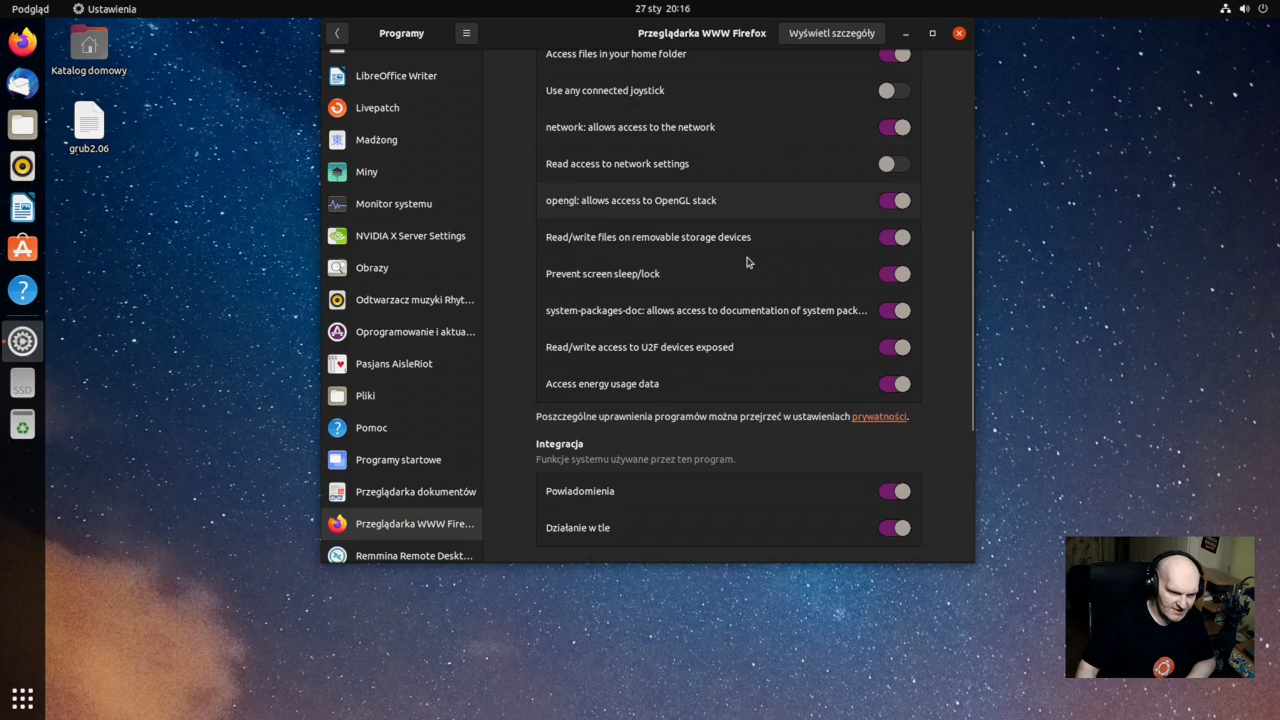 Podgląd
Ustawienia
27 sty 20:16
Katalog domowy
grub2.06
SSD
Programy
Przeglądarka WWW Firefox
Wyświetl szczegóły
LibreOffice Writer
Livepatch
Madżong
Miny
Monitor systemu
NVIDIA X Server Settings
Obrazy
Odtwarzacz muzyki Rhyt...
Oprogramowanie i aktua...
Pasjans AisleRiot
Pliki
Pomoc
Programy startowe
Przeglądarka dokumentów
Przeglądarka WWW Fire...
Remmina Remote Deskt...
Access files in your home folder
Use any connected joystick
network: allows access to the network
Read access to network settings
opengl: allows access to OpenGL stack
Read/write files on removable storage devices
Prevent screen sleep/lock
system-packages-doc: allows access to documentation of system pack...
Read/write access to U2F devices exposed
Access energy usage data
Poszczególne uprawnienia programów można przejrzeć w ustawieniach prywatności.
Integracja
Funkcje systemu używane przez ten program.
Powiadomienia
Działanie w tle